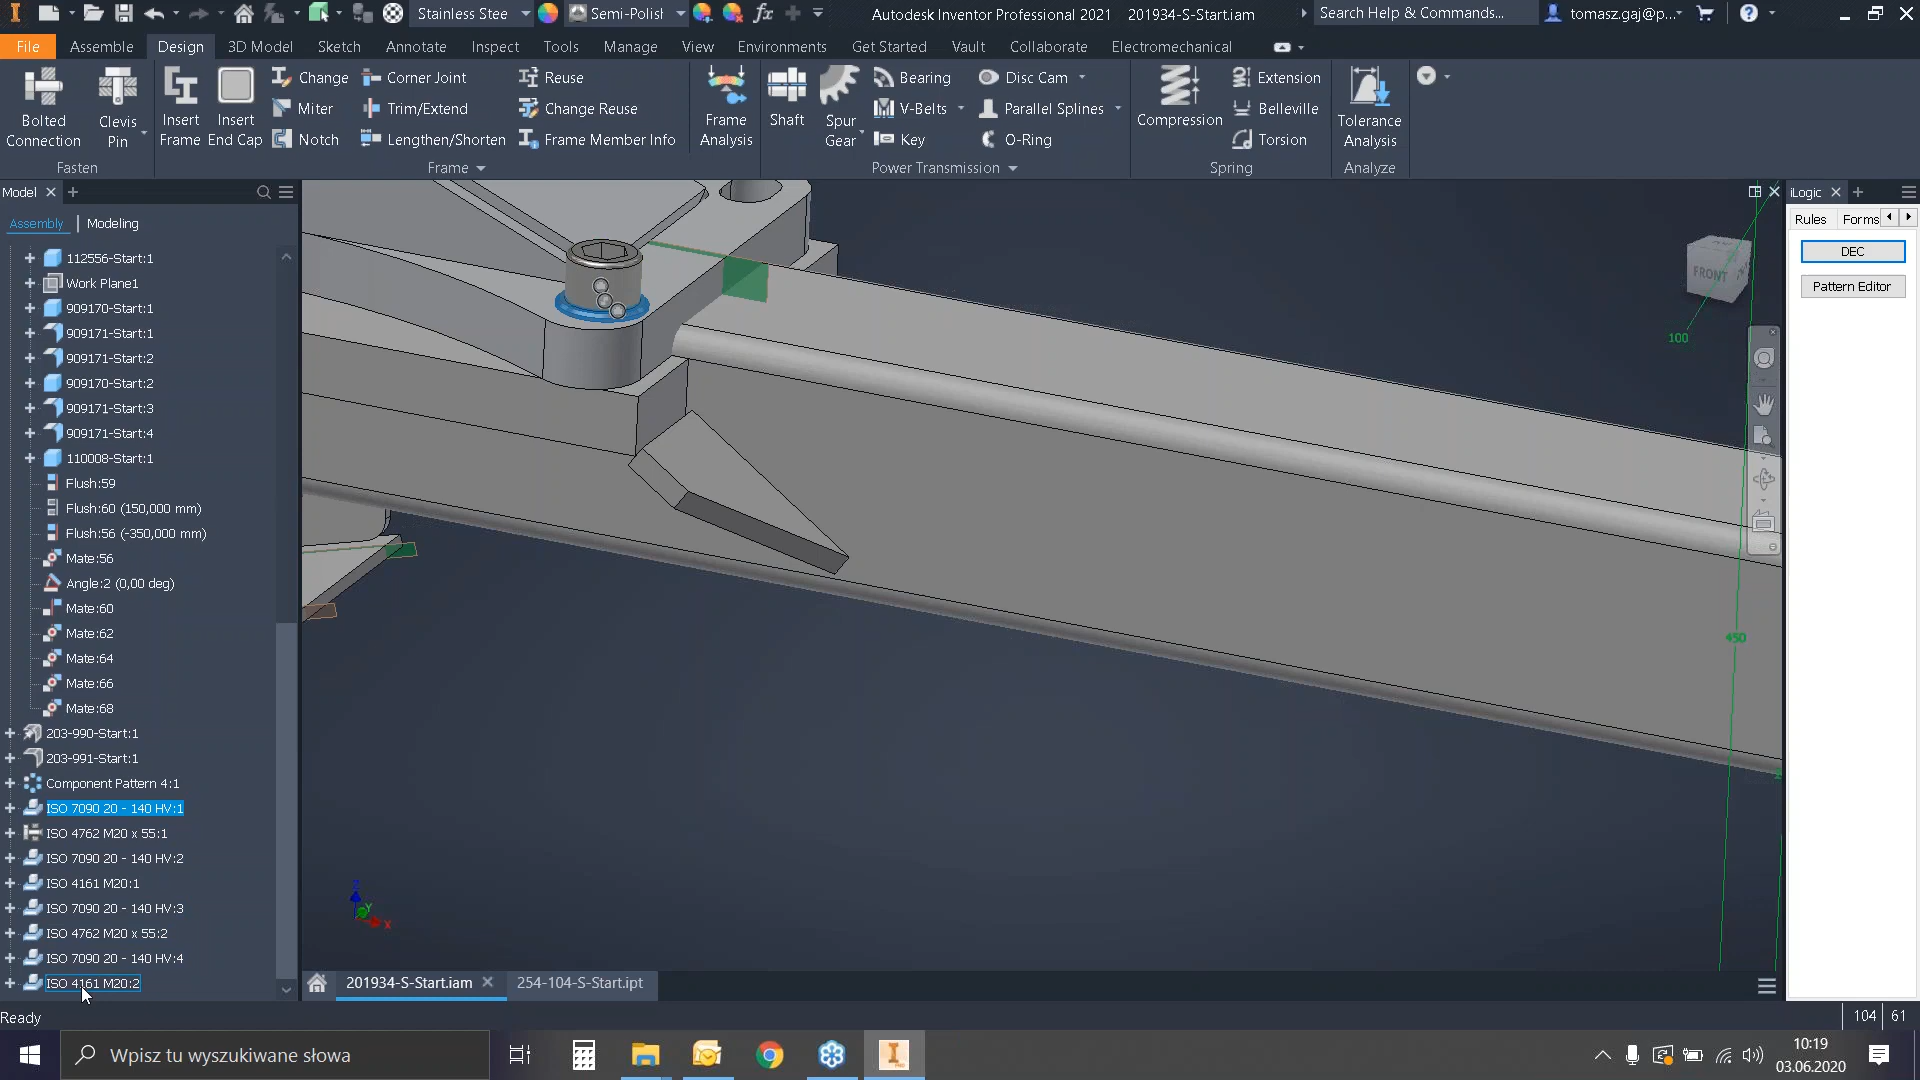 Stainless Stee
Semi-Polish
Autodesk Inventor Professional 2021 201934-S-Start.iam
Search Help & Commands...
tomasz.gaj@p...
File Assemble Design 3D Model Sketch Annotate Inspect Tools Manage View Environments Get Started Vault Collaborate Electromechanical
Bolted Connection
Clevis Pin
Insert Frame
Insert End Cap
Change
Miter
Notch
Corner Joint
Trim/Extend
Lengthen/Shorten
Reuse
Change Reuse
Frame Member Info
Frame Analysis
Shaft
Spur Gear
Bearing
V-Belts
Key
Disc Cam
Parallel Splines
O-Ring
Compression
Extension
Belleville
Torsion
Tolerance Analysis
Fasten
Frame
Power Transmission
Spring
Analyze
Model
Assembly
Modeling
112556-Start:1
Work Plane1
909170-Start:1
909171-Start:1
909171-Start:2
909170-Start:2
909171-Start:3
909171-Start:4
110008-Start:1
Flush:59
Flush:60 (150,000 mm)
Flush:56 (-350,000 mm)
Mate:56
Angle:2 (0,00 deg)
Mate:60
Mate:62
Mate:64
Mate:66
Mate:68
203-990-Start:1
203-991-Start:1
Component Pattern 4:1
ISO 7090 20 - 140 HV:1
ISO 4762 M20 x 55:1
ISO 7090 20 - 140 HV:2
ISO 4161 M20:1
ISO 7090 20 - 140 HV:3
ISO 4762 M20 x 55:2
ISO 7090 20 - 140 HV:4
ISO 4161 M20:2
FRONT
100
450
Z
Y
X
iLogic
Rules
Forms
DEC
Pattern Editor
201934-S-Start.iam
254-104-S-Start.ipt
Ready
104 61
Wpisz tu wyszukiwane słowa
10:19
03.06.2020